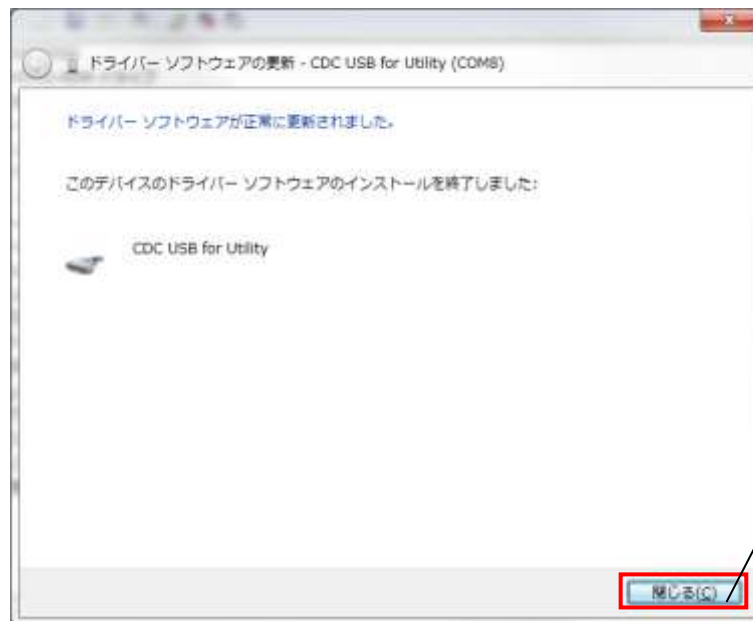 ドライバー ソフトウェアの更新 - CDC USB for Utility (COM8)
ドライバー ソフトウェアが正常に更新されました。
このデバイスのドライバー ソフトウェアのインストールを終了しました:
CDC USB for Utility
閉じる(C)